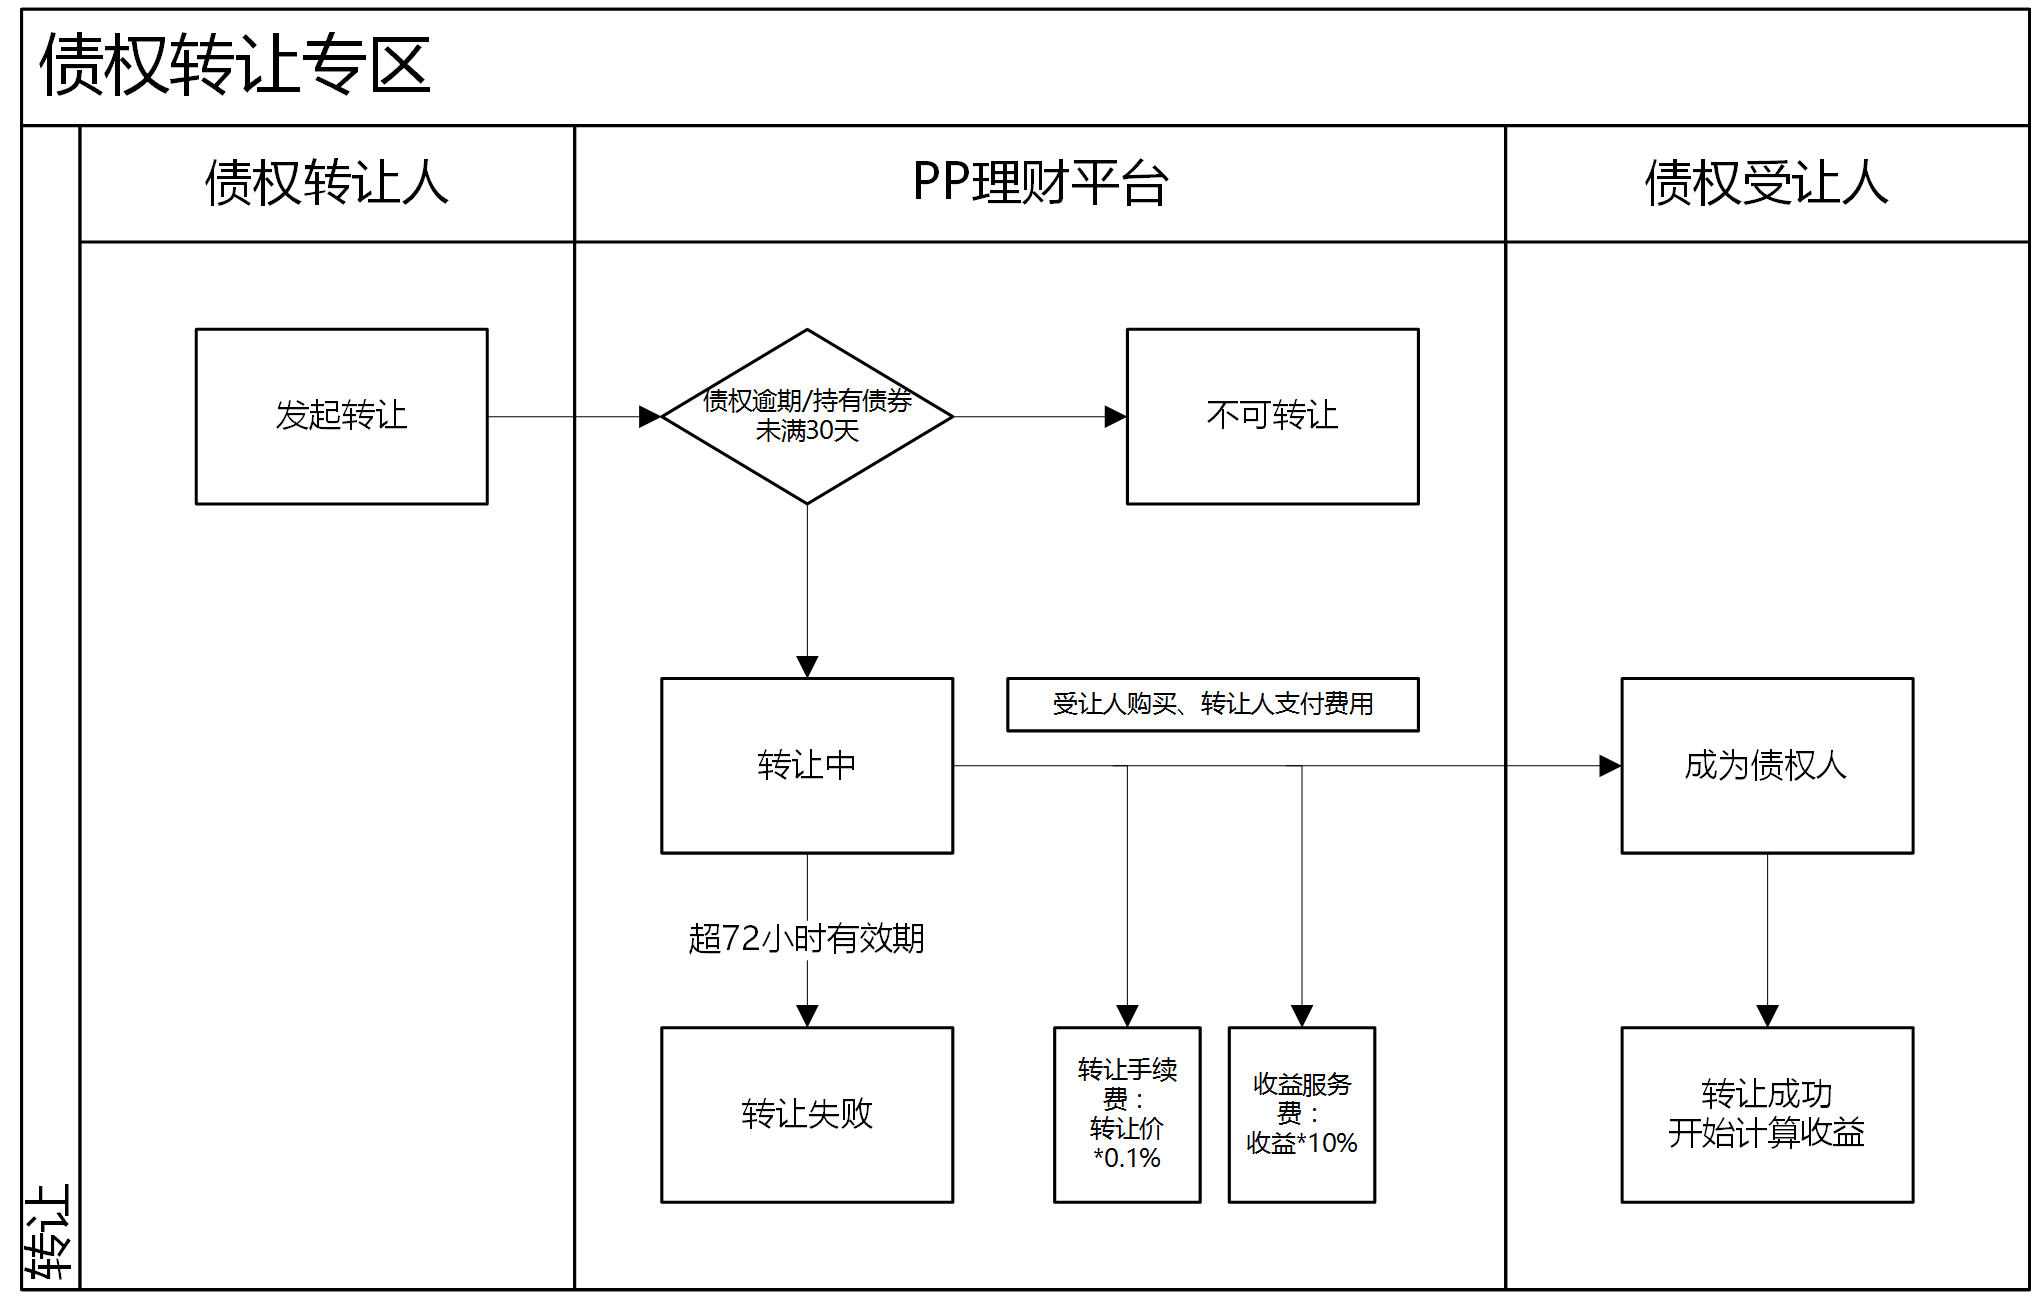 债权转让专区
债权转让人
PP理财平台
债权受让人
发起转让
债权逾期/持有债券
未满30天
不可转让
受让人购买、转让人支付费用
转让中
成为债权人
超72小时有效期
转让失败
转让手续
费：
转让价
*0.1%
收益服务
费：
收益*10%
转让成功
开始计算收益
转让